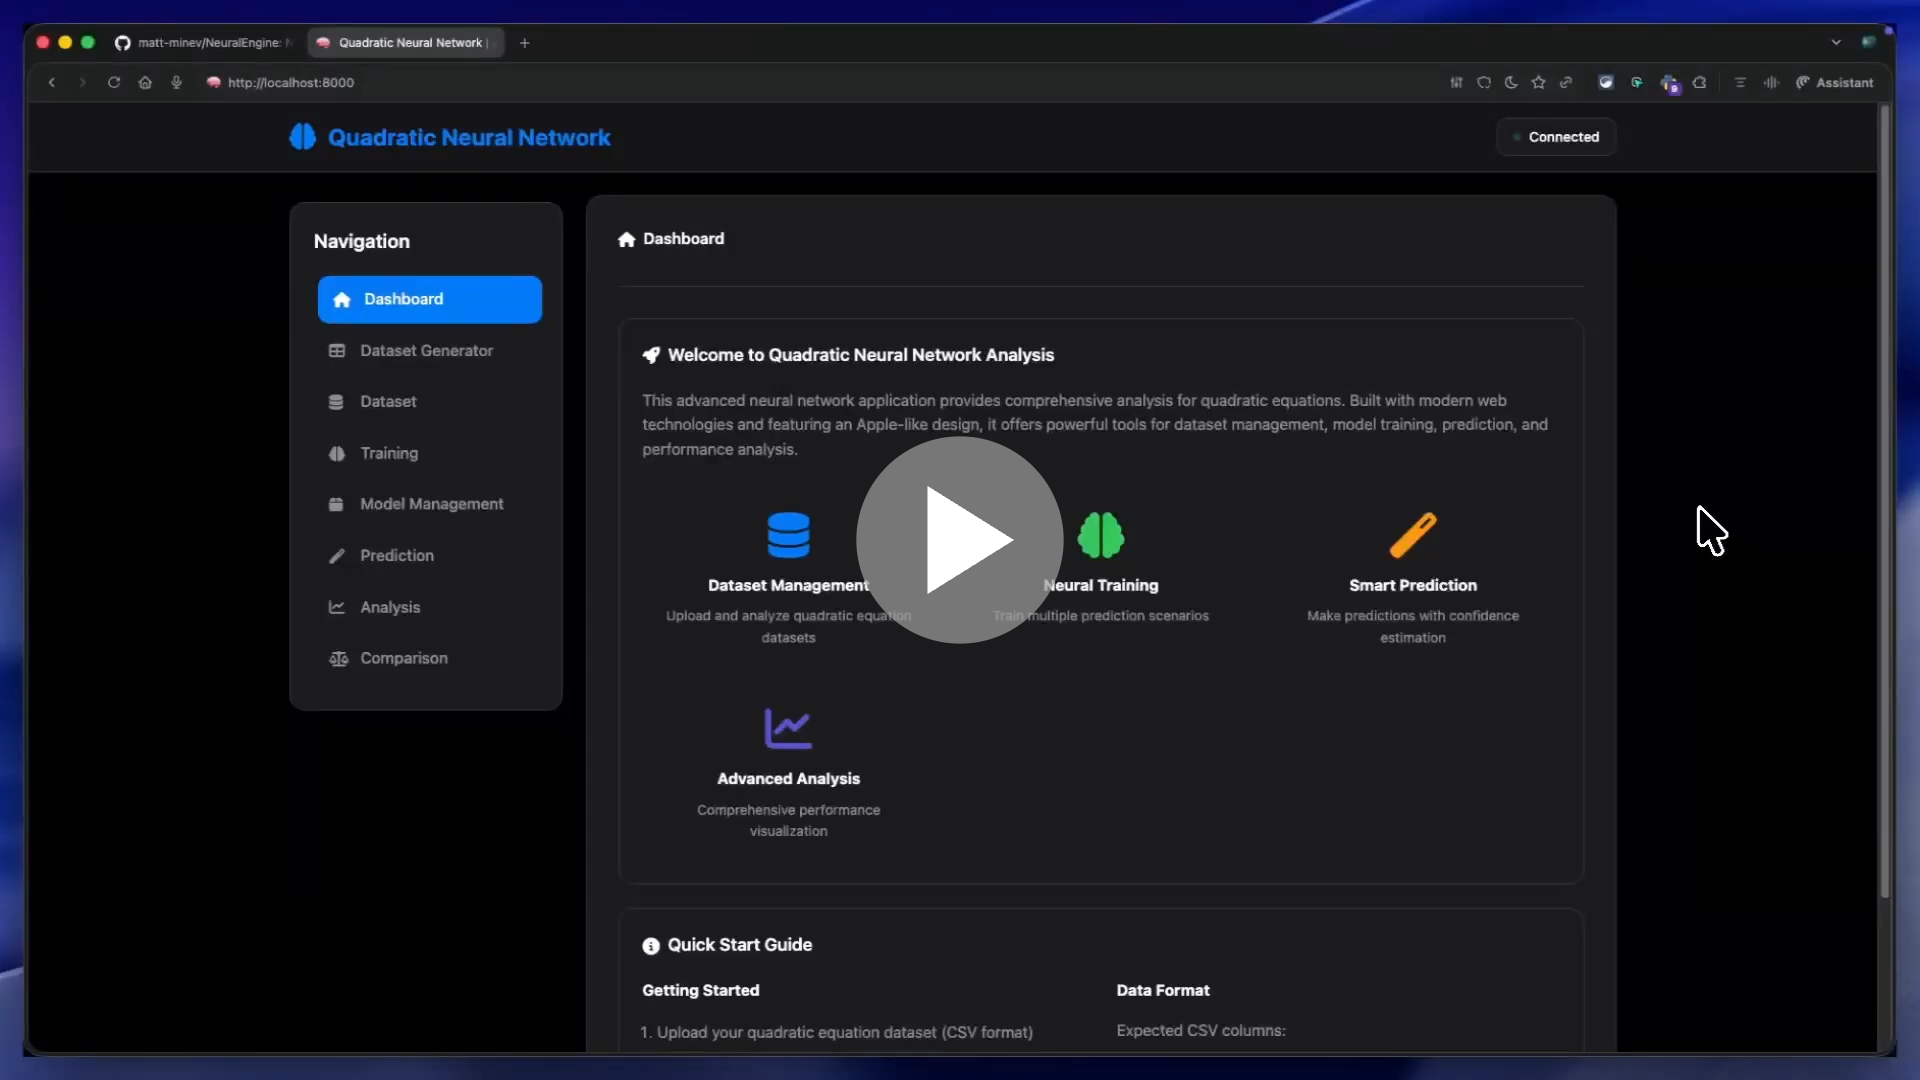 matt-minev/NeuralEngine:
Quadratic Neural Network |
http://localhost:8000
Assistant
Quadratic Neural Network
Connected
Navigation
Dashboard
Dataset Generator
Dataset
Training
Model Management
Prediction
Analysis
Comparison
Dashboard
Welcome to Quadratic Neural Network Analysis
This advanced neural network application provides comprehensive analysis for quadratic equations. Built with modern web
technologies and featuring an Apple-like design, it offers powerful tools for dataset management, model training, prediction, and
performance analysis.
Dataset Management
Upload and analyze quadratic equation
datasets
Neural Training
Train multiple prediction scenarios
Smart Prediction
Make predictions with confidence
estimation
Advanced Analysis
Comprehensive performance
visualization
Quick Start Guide
Getting Started
1. Upload your quadratic equation dataset (CSV format)
Data Format
Expected CSV columns: